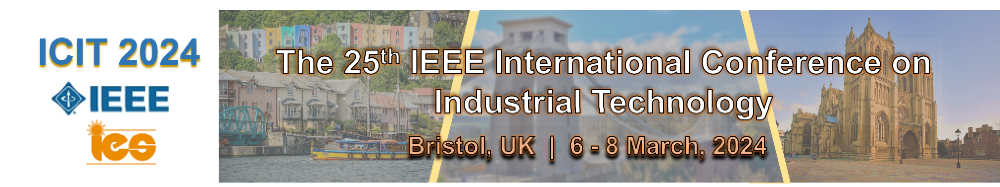 ICIT 2024
IEEE
ies
The 25th IEEE International Conference on
Industrial Technology
Bristol, UK | 6 - 8 March, 2024